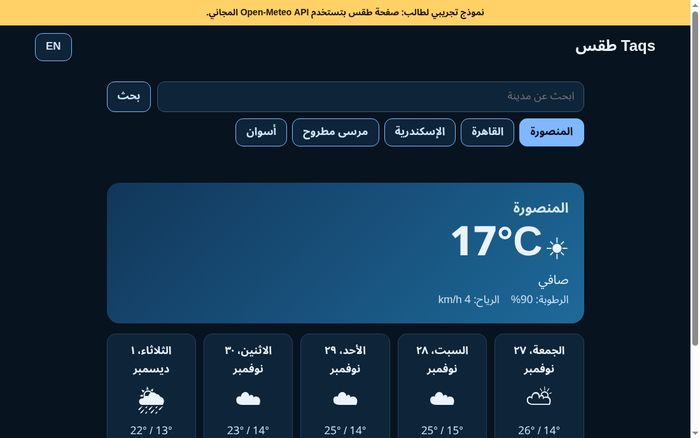 نموذج تجريبي لطالب: صفحة طقس بتستخدم Open-Meteo API المجاني.
Taqs طقس
EN
ابحث عن مدينة
بحث
المنصورة
القاهرة
الإسكندرية
مرسى مطروح
أسوان
المنصورة
17°C
صافي
الرطوبة: 90% الرياح: 4 km/h
الجمعة، ٢٧
نوفمبر
26° / 14°
السبت، ٢٨
نوفمبر
25° / 15°
الأحد، ٢٩
نوفمبر
25° / 14°
الاثنين، ٣٠
نوفمبر
23° / 14°
الثلاثاء، ١
ديسمبر
22° / 13°